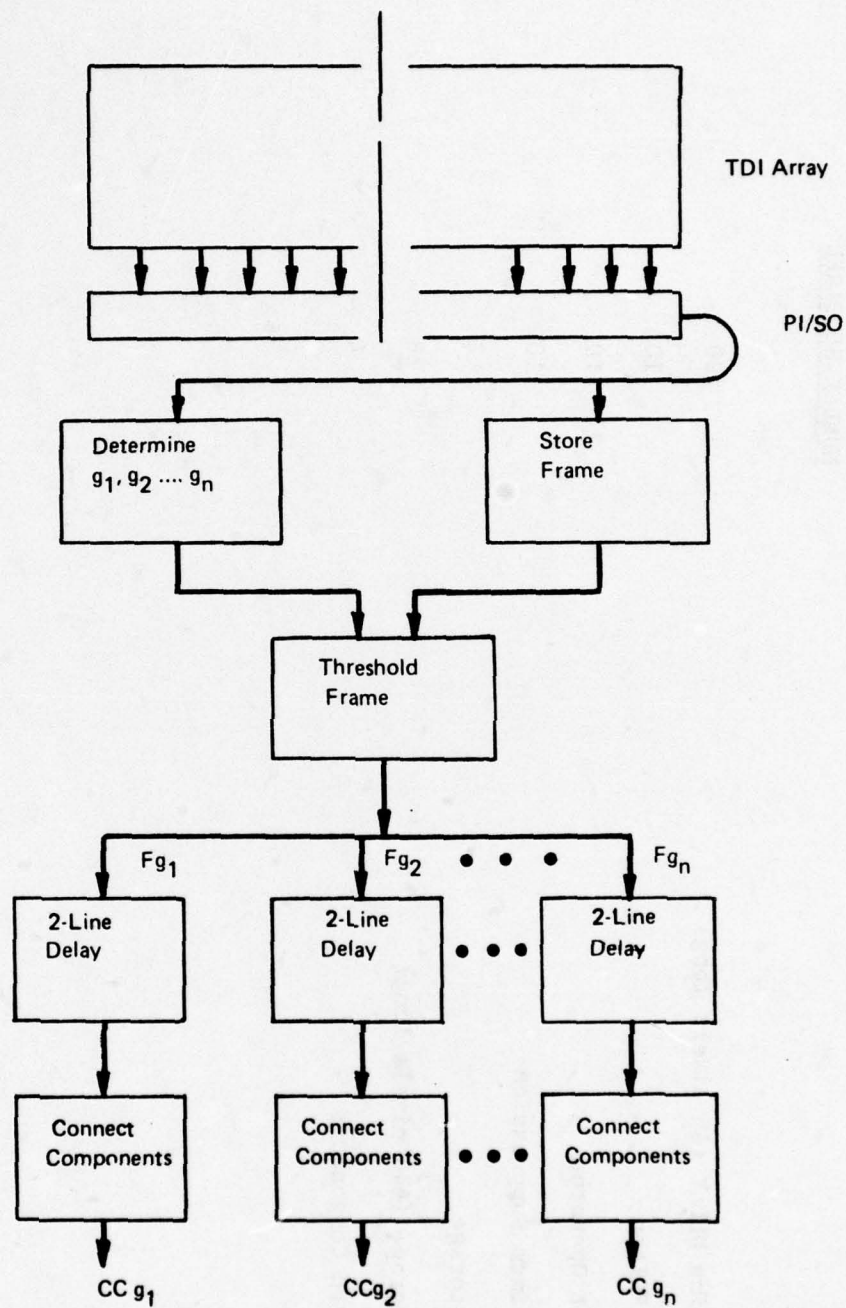 TDI Array
PI/SO
Determine
g1, g2 .... gn
Store
Frame
Threshold
Frame
Fg1
Fg2
• • •
Fgn
2-Line
Delay
2-Line
Delay
• • •
2-Line
Delay
Connect
Components
Connect
Components
• • •
Connect
Components
CC g1
CCg2
CC gn